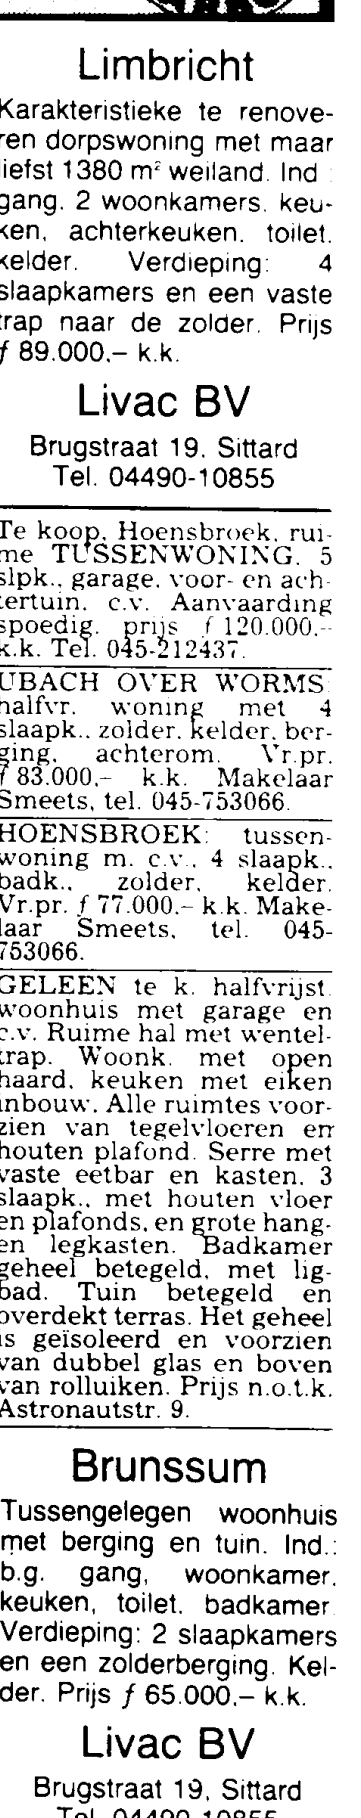 Limbricht
Karakteristieke te renove-
ren dorpswoning met maar
liefst 1380 m² weiland. Ind.:
gang, 2 woonkamers, keu-
ken, achterkeuken, toilet,
kelder. Verdieping: 4
slaapkamers en een vaste
trap naar de zolder. Prijs
ƒ 89.000,– k.k.
Livac BV
Brugstraat 19, Sittard
Tel. 04490-10855
Te koop, Hoensbroek, rui-
me TUSSENWONING, 5
slpk., garage, voor- en ach-
tertuin, c.v. Aanvaarding
spoedig, prijs ƒ 120.000,-
k.k. Tel. 045-212437.
UBACH OVER WORMS:
halfvr. woning met 4
slaapk., zolder, kelder, ber-
ging, achterom. Vr.pr.
ƒ 83.000,- k.k. Makelaar
Smeets, tel. 045-753066.
HOENSBROEK: tussen-
woning m. c.v., 4 slaapk.,
badk., zolder, kelder.
Vr.pr. ƒ 77.000,- k.k. Make-
laar Smeets, tel. 045-
753066.
GELEEN te k. halfvrijst.
woonhuis met garage en
c.v. Ruime hal met wentel-
trap. Woonk. met open
haard, keuken met eiken
inbouw. Alle ruimtes voor-
zien van tegelvloeren en
houten plafond. Serre met
vaste eetbar en kasten, 3
slaapk., met houten vloer
en plafonds, en grote hang-
en legkasten. Badkamer
geheel betegeld, met lig-
bad. Tuin betegeld en
overdekt terras. Het geheel
is geïsoleerd en voorzien
van dubbel glas en boven
van rolluiken. Prijs n.o.t.k.
Astronautstr. 9.
Brunssum
Tussengelegen woonhuis
met berging en tuin. Ind.:
b.g. gang, woonkamer,
keuken, toilet, badkamer.
Verdieping: 2 slaapkamers
en een zolderberging. Kel-
der. Prijs ƒ 65.000,– k.k.
Livac BV
Brugstraat 19, Sittard
Tel. 04490-10855